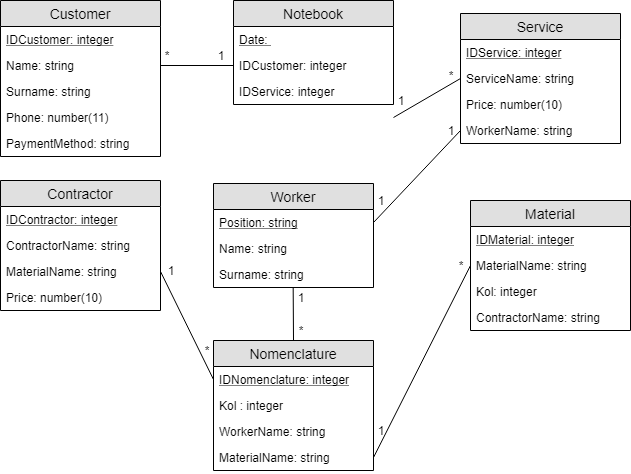 Customer
IDCustomer: integer
Name: string
Surname: string
Phone: number(11)
PaymentMethod: string
*
1
Notebook
Date:
IDCustomer: integer
IDService: integer
1
*
Service
IDService: integer
ServiceName: string
Price: number(10)
WorkerName: string
1
1
Contractor
IDContractor: integer
ContractorName: string
MaterialName: string
Price: number(10)
1
*
Worker
Position: string
Name: string
Surname: string
1
*
Material
IDMaterial: integer
MaterialName: string
Kol: integer
ContractorName: string
*
1
Nomenclature
IDNomenclature: integer
Kol : integer
WorkerName: string
MaterialName: string